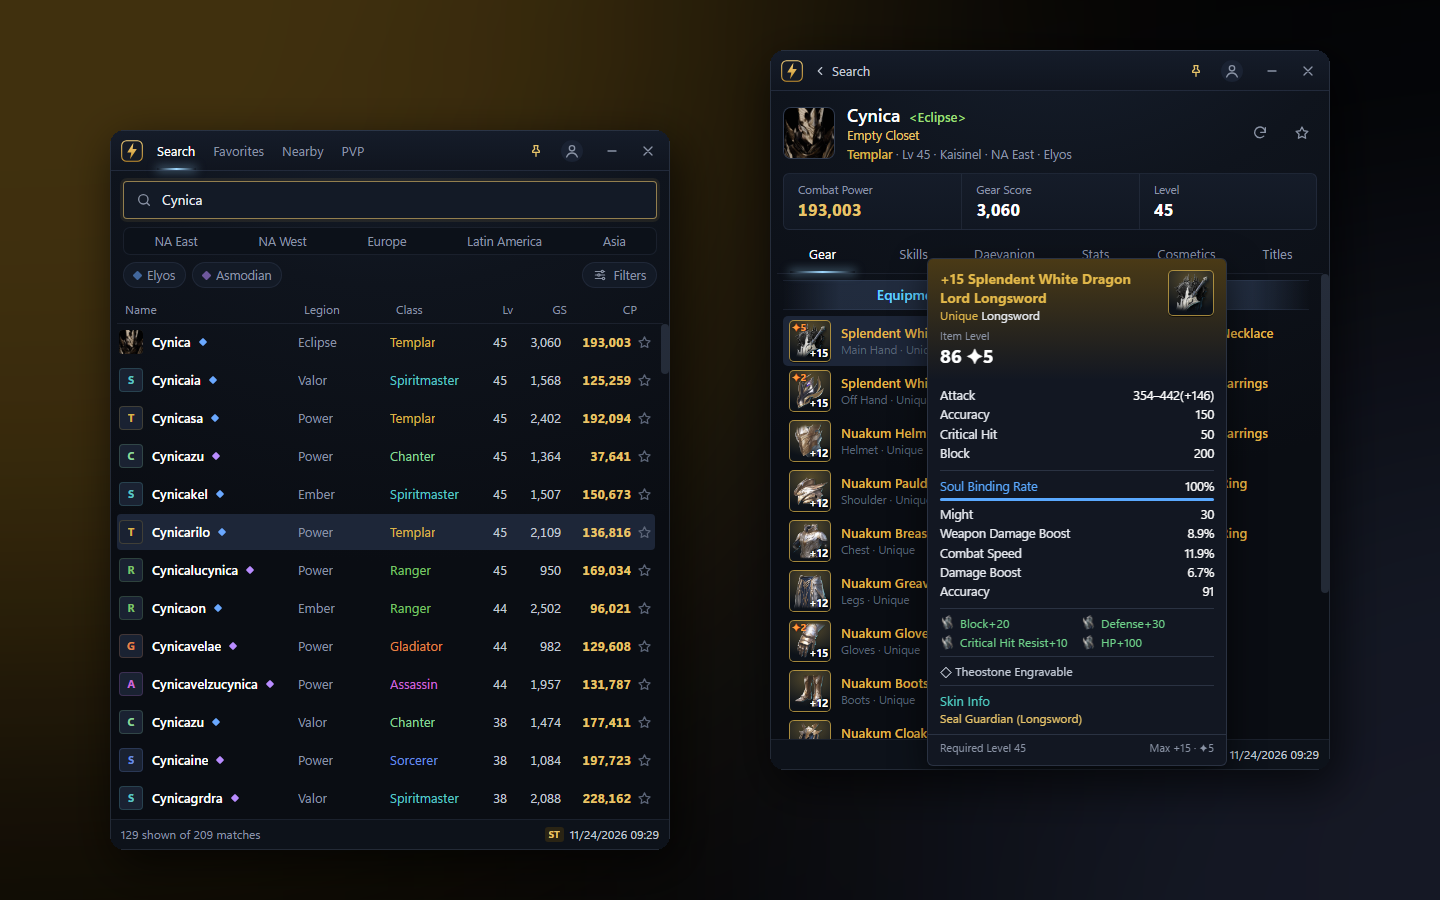 Search Favorites Nearby PVP
Cynica
NA East NA West Europe Latin America Asia
Elyos Asmodian Filters
Name Legion Class Lv GS CP
Cynica Eclipse Templar 45 3,060 193,003
S Cynicaia Valor Spiritmaster 45 1,568 125,259
T Cynicasa Power Templar 45 2,402 192,094
C Cynicazu Power Chanter 45 1,364 37,641
S Cynicakel Ember Spiritmaster 45 1,507 150,673
T Cynicarilo Power Templar 45 2,109 136,816
R Cynicalucynica Power Ranger 45 950 169,034
R Cynicaon Ember Ranger 44 2,502 96,021
G Cynicavelae Power Gladiator 44 982 129,608
A Cynicavelzucynica Power Assassin 44 1,957 131,787
C Cynicazu Valor Chanter 38 1,474 177,411
S Cynicaine Power Sorcerer 38 1,084 197,723
S Cynicagrdra Valor Spiritmaster 38 2,088 228,162
129 shown of 209 matches ST 11/24/2026 09:29
Search
Cynica <Eclipse>
Empty Closet
Templar · Lv 45 · Kaisinel · NA East · Elyos
Combat Power Gear Score Level
193,003 3,060 45
Gear Skills Daevanion Stats Cosmetics Titles
Equipme
5 +15 Splendent Whi
Main Hand · Uniq
2 +15 Splendent Whi
Off Hand · Uniqu
+12 Nuakum Helm
Helmet · Unique
+12 Nuakum Pauld
Shoulder · Uniqu
+12 Nuakum Breas
Chest · Unique
+12 Nuakum Greav
Legs · Unique
2 +15 Nuakum Glove
Gloves · Unique
+12 Nuakum Boots
Boots · Unique
Nuakum Cloak
Necklace
arrings
arrings
ing
ing
11/24/2026 09:29
+15 Splendent White Dragon
Lord Longsword
Unique Longsword
Item Level
86 ✦5
Attack 354–442(+146)
Accuracy 150
Critical Hit 50
Block 200
Soul Binding Rate 100%
Might 30
Weapon Damage Boost 8.9%
Combat Speed 11.9%
Damage Boost 6.7%
Accuracy 91
Block+20 Defense+30
Critical Hit Resist+10 HP+100
◇ Theostone Engravable
Skin Info
Seal Guardian (Longsword)
Required Level 45 Max +15 · ✦5